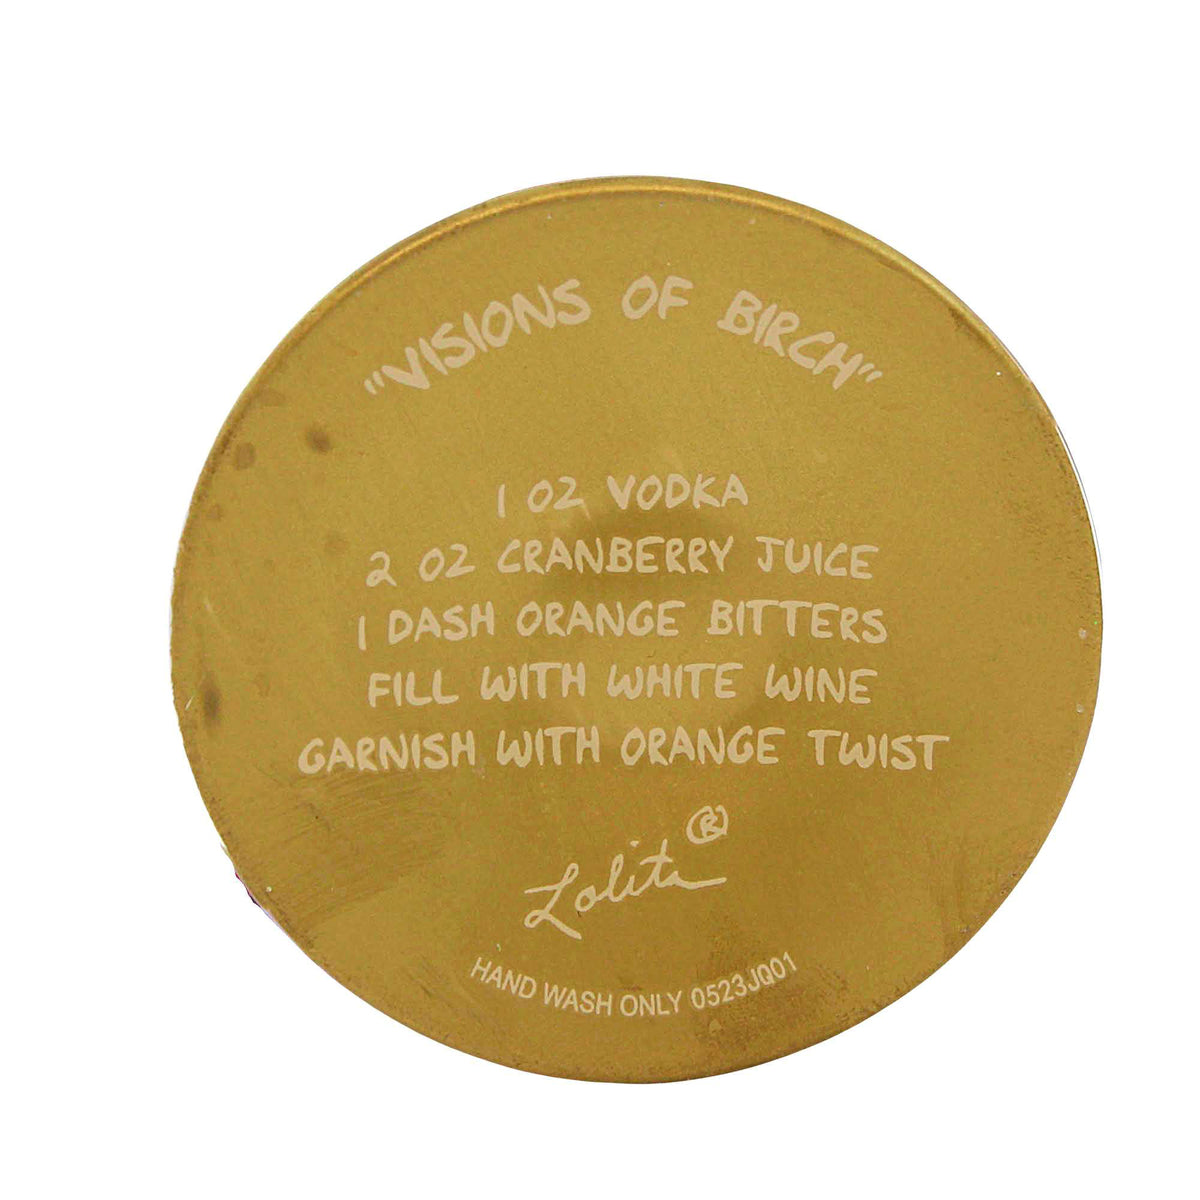 "VISIONS OF BIRCH"
1 OZ VODKA
2 OZ CRANBERRY JUICE
1 DASH ORANGE BITTERS
FILL WITH WHITE WINE
GARNISH WITH ORANGE TWIST
Lolita®
HAND WASH ONLY 0523JQ01